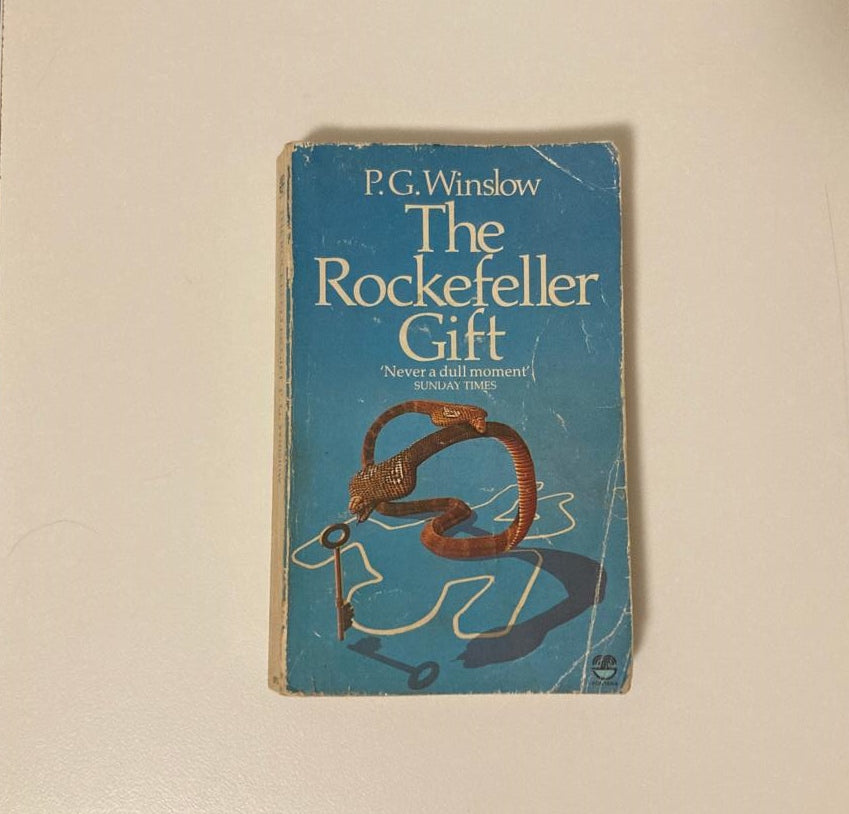 P. G. Winslow
The
Rockefeller
Gift
'Never a dull moment'
SUNDAY TIMES